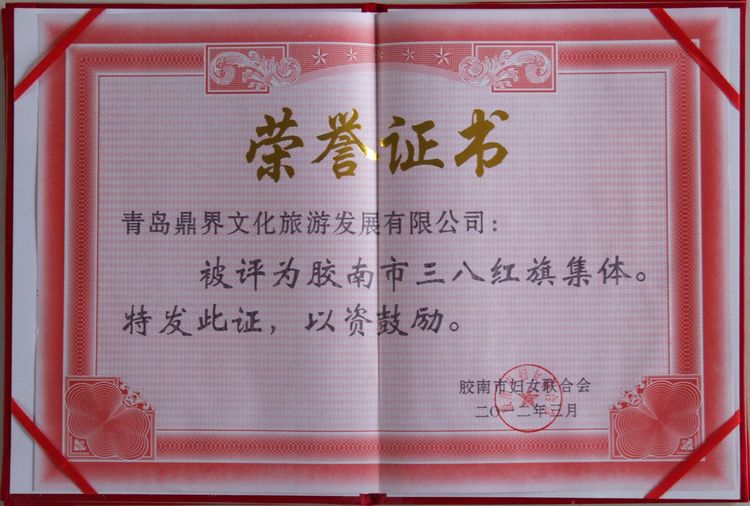 荣誉证书
青岛鼎界文化旅游发展有限公司：
被评为胶南市三八红旗集体。
特发此证，以资鼓励。
胶南市妇女联合会
二〇一二年三月